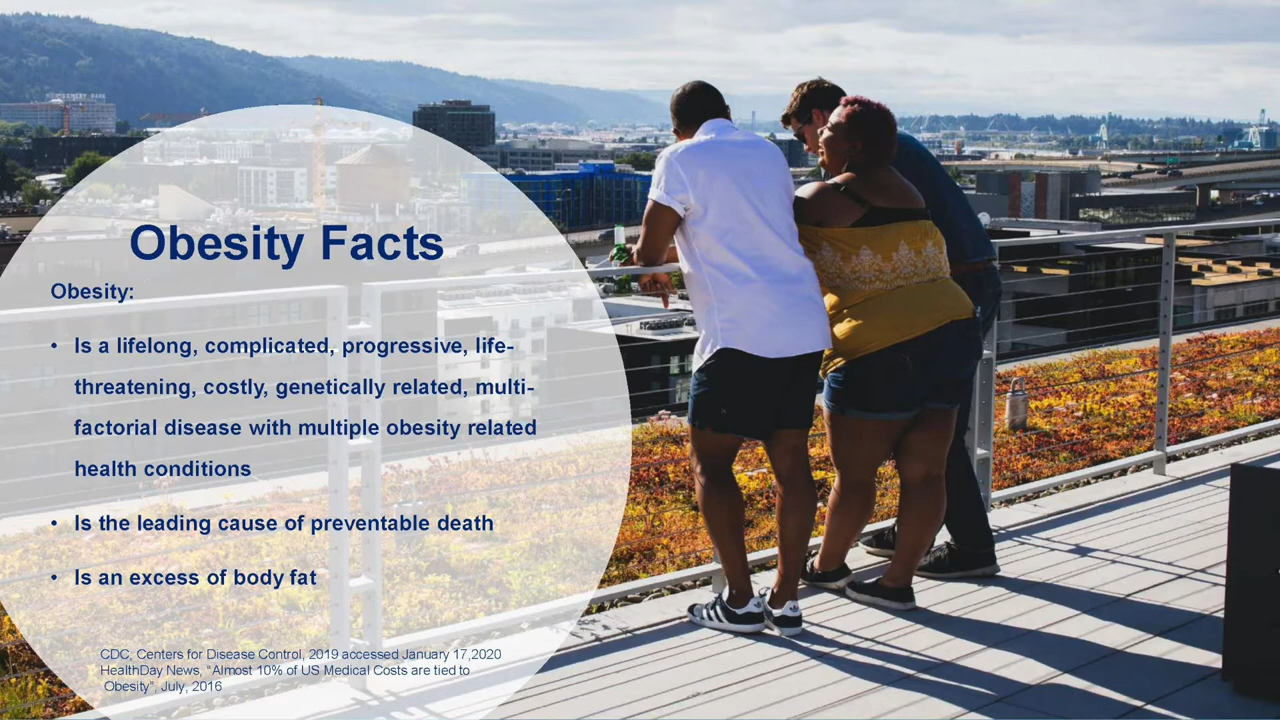 Obesity Facts
Obesity:
• Is a lifelong, complicated, progressive, life-
threatening, costly, genetically related, multi-
factorial disease with multiple obesity related
health conditions
• Is the leading cause of preventable death
• Is an excess of body fat
CDC, Centers for Disease Control, 2019 accessed January 17,2020
HealthDay News, “Almost 10% of US Medical Costs are tied to
Obesity”, July, 2016